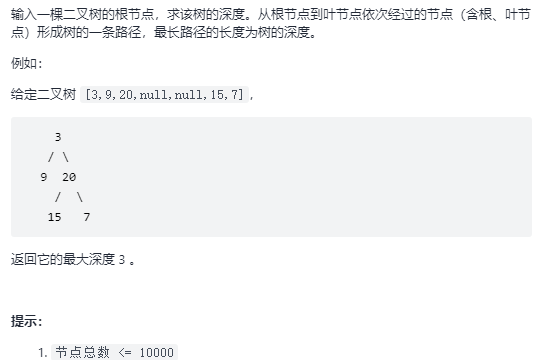 输入一棵二叉树的根节点，求该树的深度。从根节点到叶节点依次经过的节点（含根、叶节
点）形成树的一条路径，最长路径的长度为树的深度。
例如：
给定二叉树 [3,9,20,null,null,15,7]，
3
/ \
9 20
/ \
15 7
返回它的最大深度 3 。
提示：
1. 节点总数 <= 10000